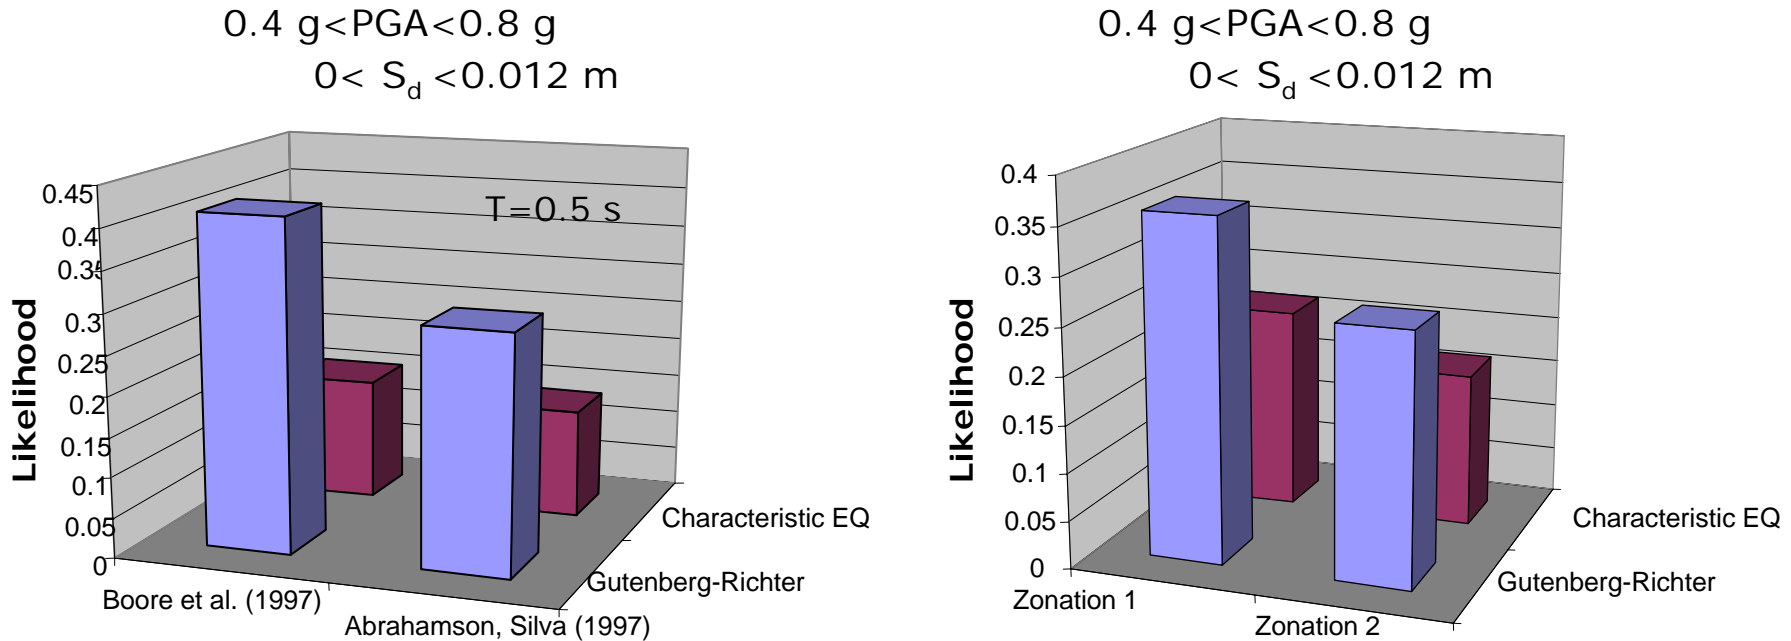 0.4 g<PGA<0.8 g
0< Sd <0.012 m
T=0.5 s
Likelihood
0.45
0.4
0.35
0.3
0.25
0.2
0.15
0.1
0.05
0
Boore et al. (1997)
Abrahamson, Silva (1997)
Gutenberg-Richter
Characteristic EQ
0.4 g<PGA<0.8 g
0< Sd <0.012 m
Likelihood
0.4
0.35
0.3
0.25
0.2
0.15
0.1
0.05
0
Zonation 1
Zonation 2
Gutenberg-Richter
Characteristic EQ